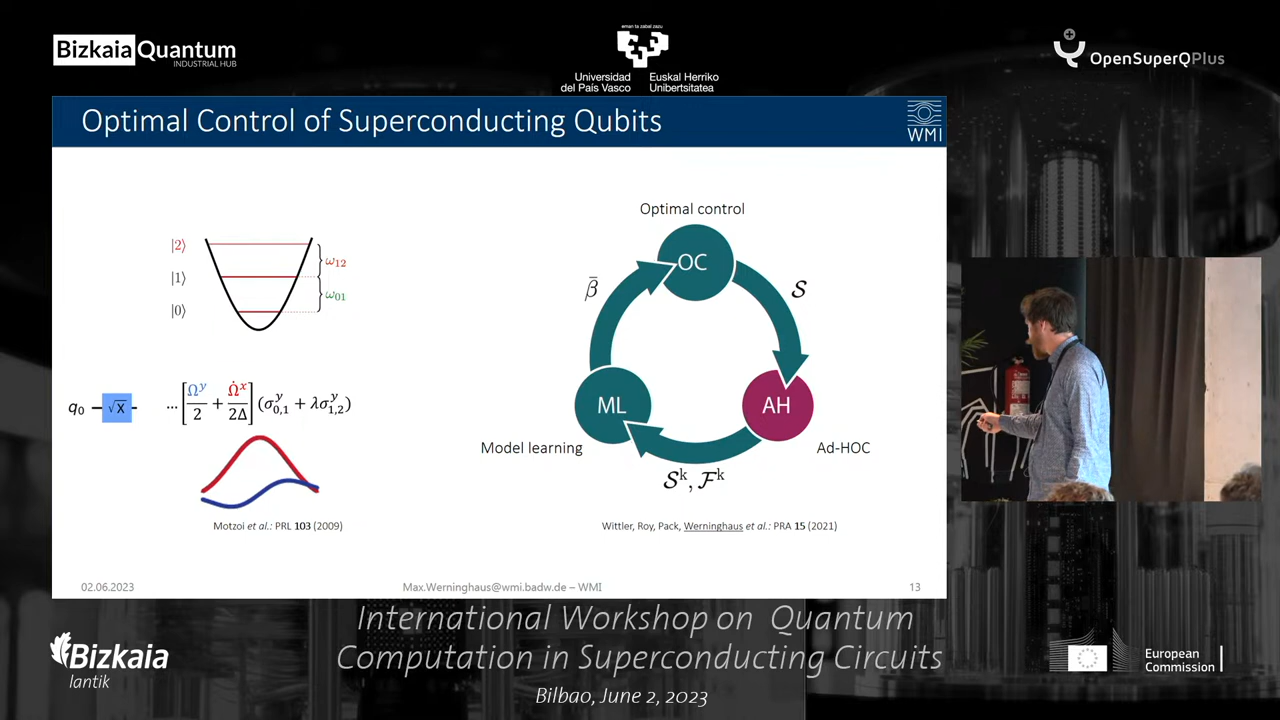 Bizkaia Quantum
INDUSTRIAL HUB
eman ta zabal zazu
Universidad
del País Vasco
Euskal Herriko
Unibertsitatea
OpenSuperQPlus
Optimal Control of Superconducting Qubits
WMI
|2⟩
|1⟩
|0⟩
ω12
ω01
q0 √X
... [Ω^y/2 + Ω̇^x/2Δ] (σ^y_0,1 + λσ^y_1,2)
Motzoi et al.: PRL 103 (2009)
Optimal control
OC
β̄
S
ML
AH
Model learning
Ad-HOC
S^k, F^k
Wittler, Roy, Pack, Werninghaus et al.: PRA 15 (2021)
02.06.2023
Max.Werninghaus@wmi.badw.de – WMI
13
International Workshop on Quantum
Computation in Superconducting Circuits
Bilbao, June 2, 2023
Bizkaia
lantik
European
Commission